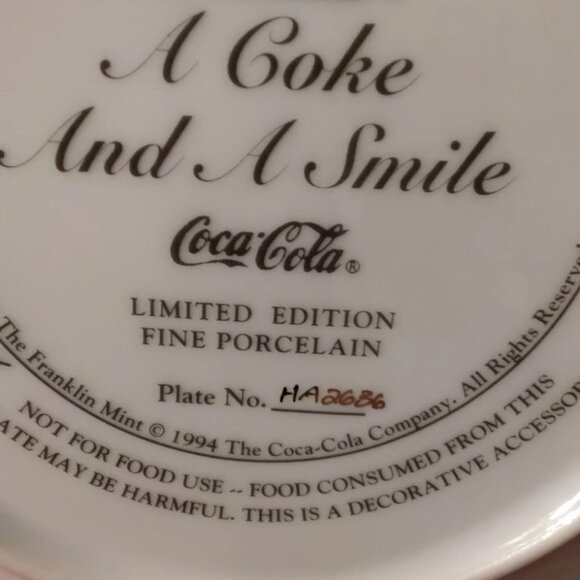 A Coke
And A Smile
Coca-Cola®
LIMITED EDITION
FINE PORCELAIN
Plate No. HA2686
The Franklin Mint © 1994 The Coca-Cola Company. All Rights Reserved
NOT FOR FOOD USE -- FOOD CONSUMED FROM THIS
ATE MAY BE HARMFUL. THIS IS A DECORATIVE ACCESSOR